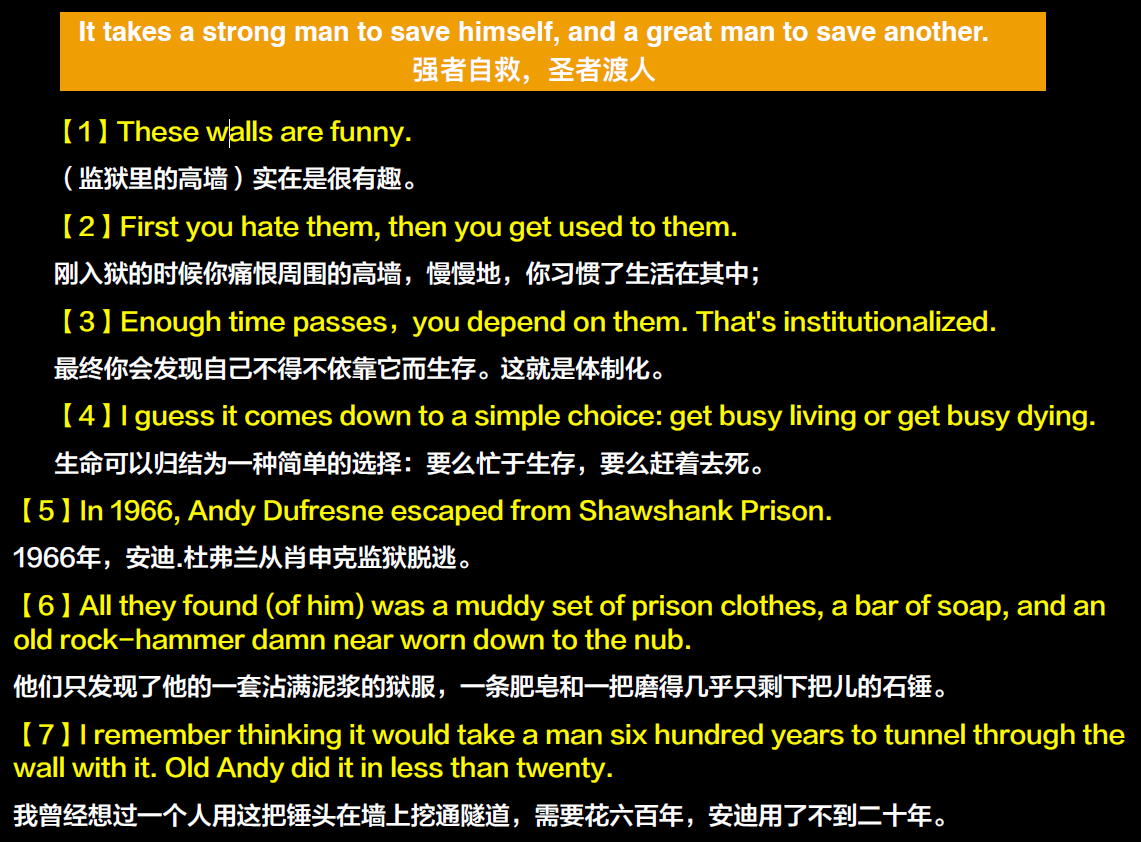 It takes a strong man to save himself, and a great man to save another.
强者自救，圣者渡人
【1】These walls are funny.
（监狱里的高墙）实在是很有趣。
【2】First you hate them, then you get used to them.
刚入狱的时候你痛恨周围的高墙，慢慢地，你习惯了生活在其中；
【3】Enough time passes，you depend on them. That's institutionalized.
最终你会发现自己不得不依靠它而生存。这就是体制化。
【4】I guess it comes down to a simple choice: get busy living or get busy dying.
生命可以归结为一种简单的选择：要么忙于生存，要么赶着去死。
【5】In 1966, Andy Dufresne escaped from Shawshank Prison.
1966年，安迪.杜弗兰从肖申克监狱脱逃。
【6】All they found (of him) was a muddy set of prison clothes, a bar of soap, and an
old rock-hammer damn near worn down to the nub.
他们只发现了他的一套沾满泥浆的狱服，一条肥皂和一把磨得几乎只剩下把儿的石锤。
【7】I remember thinking it would take a man six hundred years to tunnel through the
wall with it. Old Andy did it in less than twenty.
我曾经想过一个人用这把锤头在墙上挖通隧道，需要花六百年，安迪用了不到二十年。